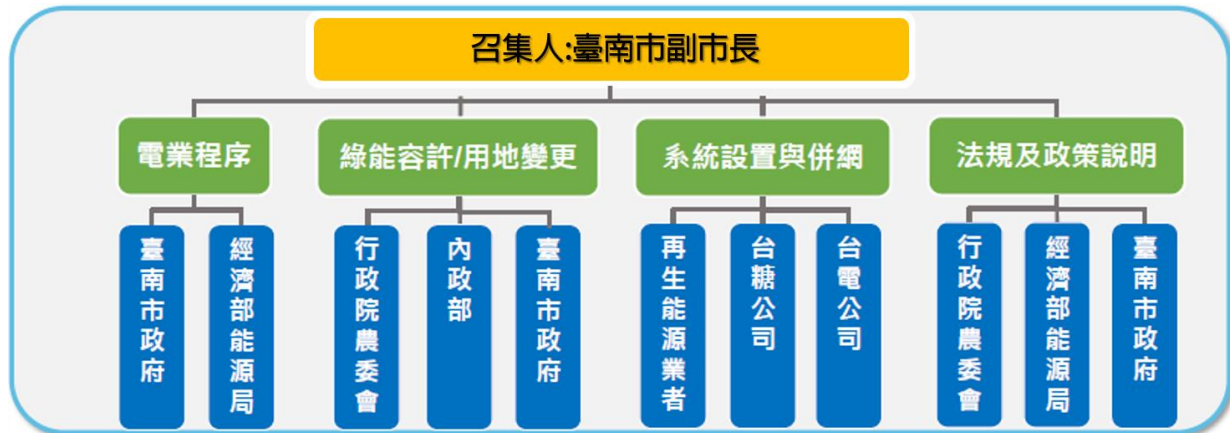 召集人:臺南市副市長
電業程序
綠能容許/用地變更
系統設置與併網
法規及政策說明
臺南市政府
經濟部能源局
行政院農委會
內政部
臺南市政府
再生能源業者
台糖公司
台電公司
行政院農委會
經濟部能源局
臺南市政府